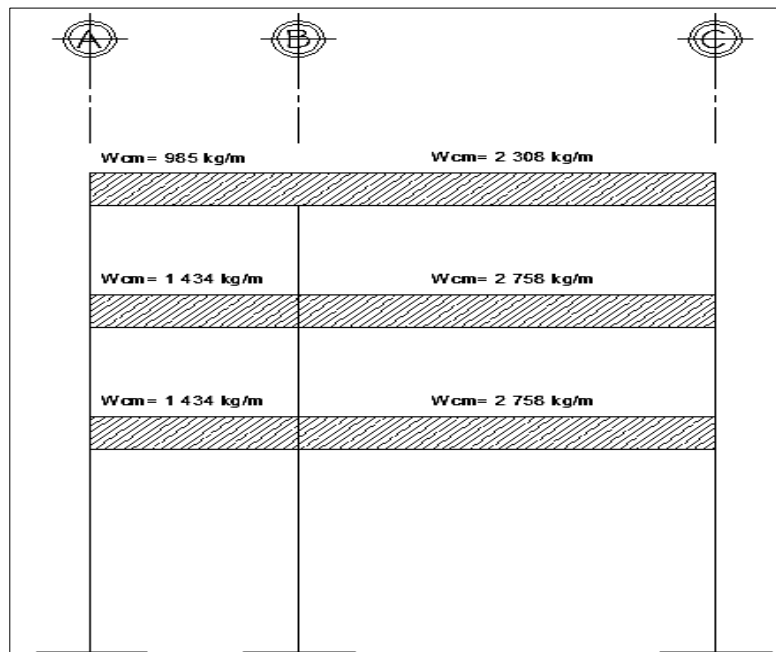 A B C
Wcm= 985 kg/m Wcm= 2 308 kg/m
Wcm= 1 434 kg/m Wcm= 2 758 kg/m
Wcm= 1 434 kg/m Wcm= 2 758 kg/m